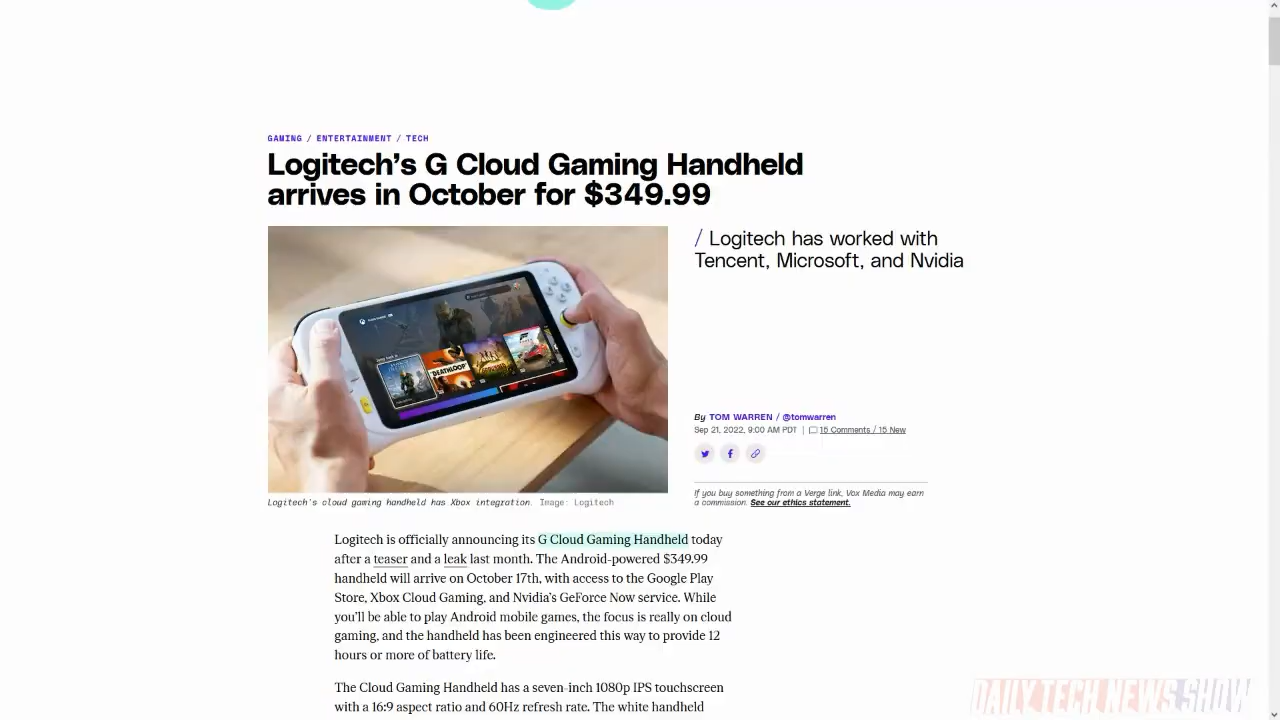 GAMING / ENTERTAINMENT / TECH
Logitech's G Cloud Gaming Handheld
arrives in October for $349.99
/ Logitech has worked with
Tencent, Microsoft, and Nvidia
DEATHLOOP
By TOM WARREN / @tomwarren
Sep 21, 2022, 9:00 AM PDT | 15 Comments / 15 New
If you buy something from a Verge link, Vox Media may earn
a commission. See our ethics statement.
Logitech's cloud gaming handheld has Xbox integration. Image: Logitech
Logitech is officially announcing its G Cloud Gaming Handheld today
after a teaser and a leak last month. The Android-powered $349.99
handheld will arrive on October 17th, with access to the Google Play
Store, Xbox Cloud Gaming, and Nvidia's GeForce Now service. While
you'll be able to play Android mobile games, the focus is really on cloud
gaming, and the handheld has been engineered this way to provide 12
hours or more of battery life.
The Cloud Gaming Handheld has a seven-inch 1080p IPS touchscreen
with a 16:9 aspect ratio and 60Hz refresh rate. The white handheld
DAILY TECH NEWS SHOW